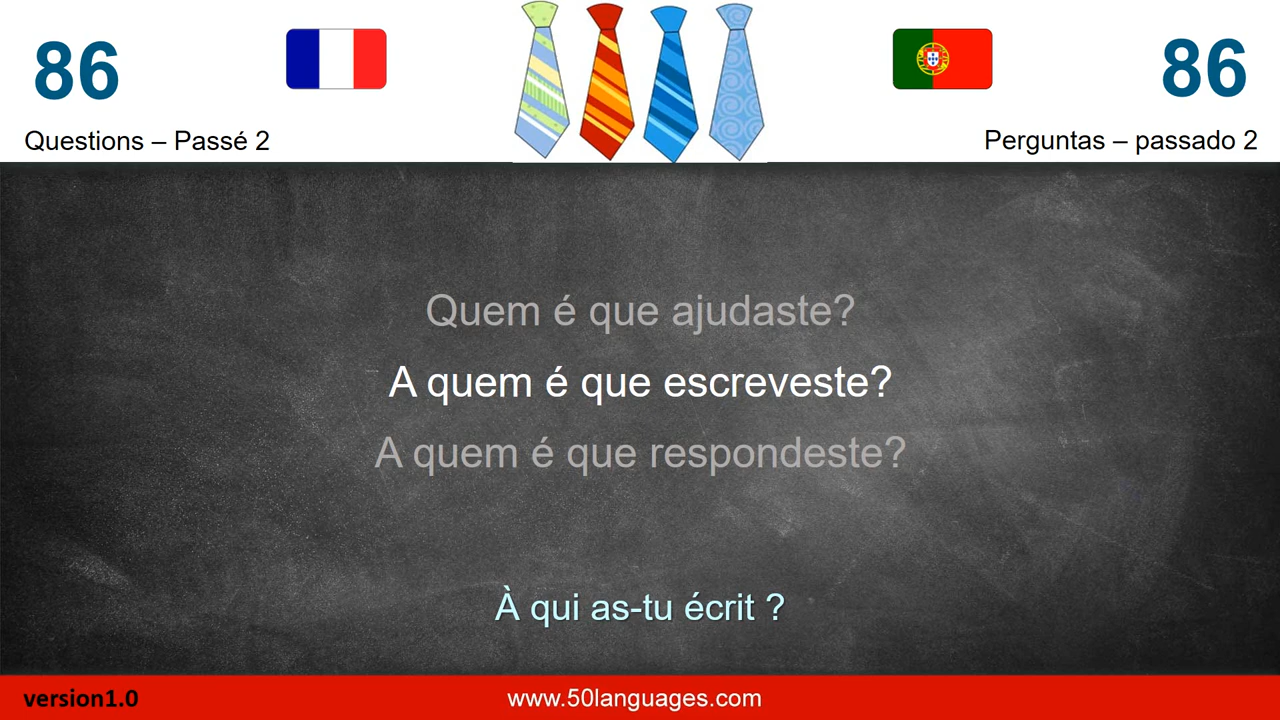 86
86
Questions – Passé 2
Perguntas – passado 2
Quem é que ajudaste?
A quem é que escreveste?
A quem é que respondeste?
À qui as-tu écrit ?
version1.0
www.50languages.com